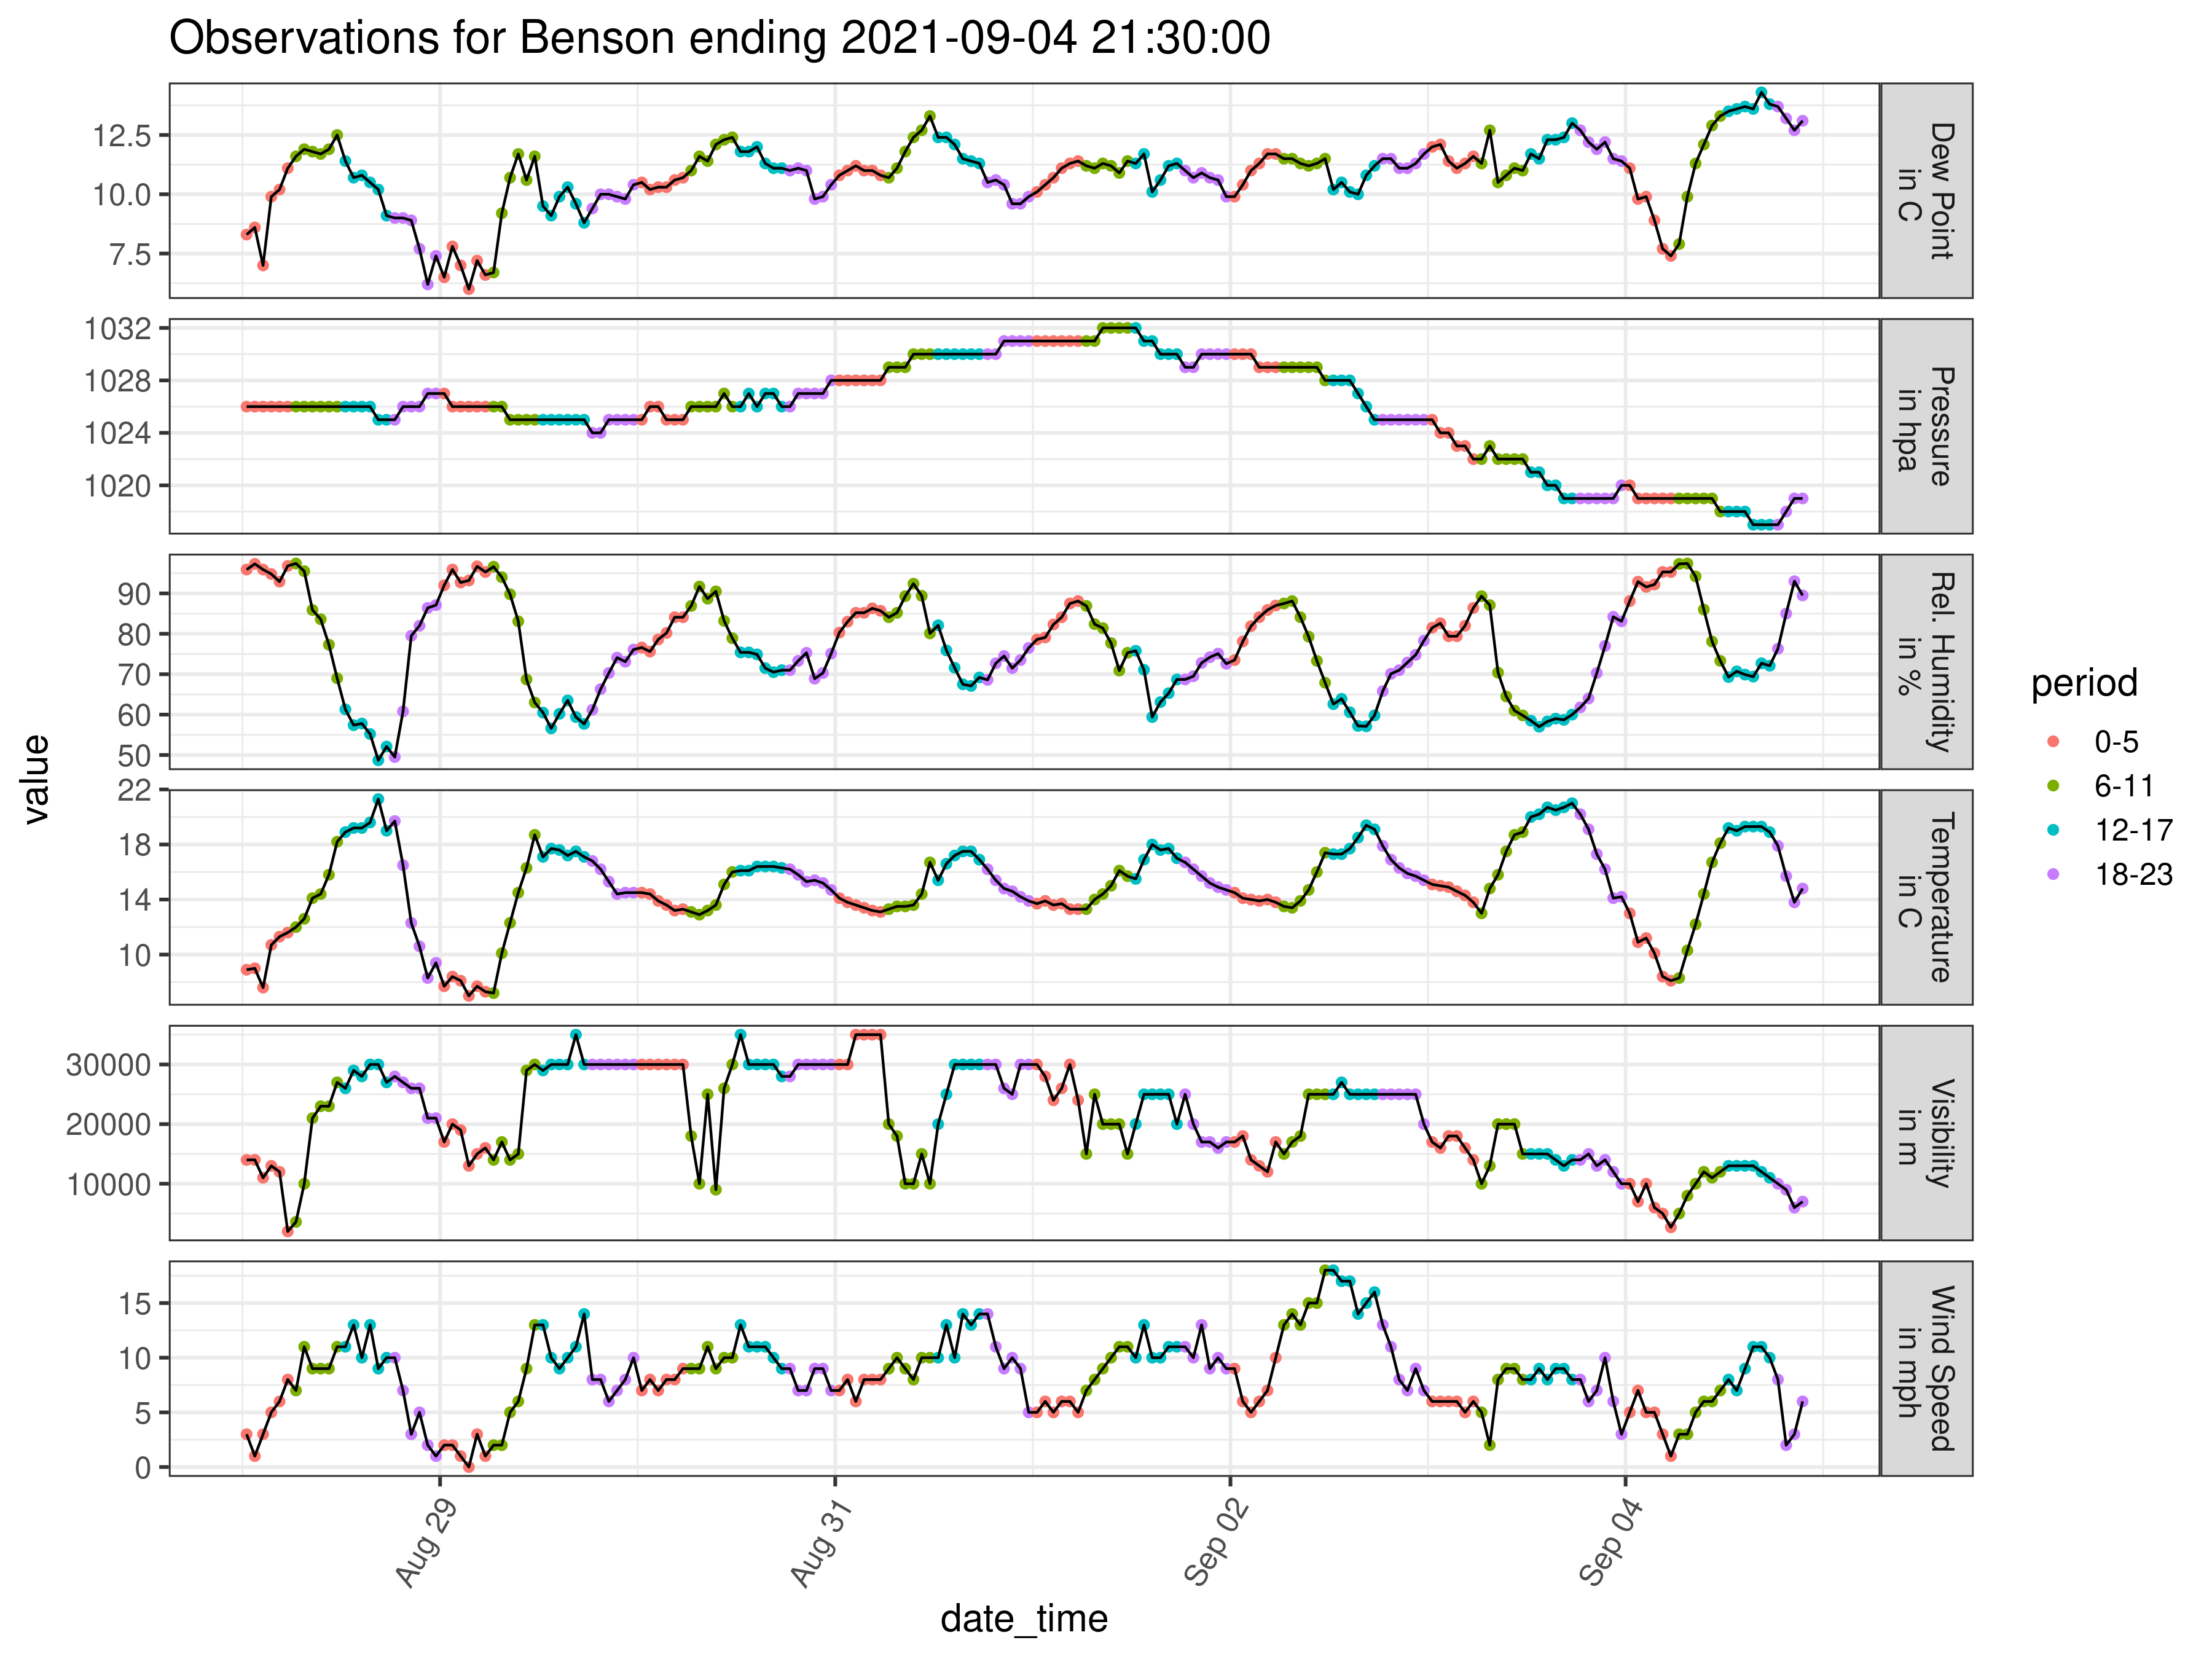 Observations for Benson ending 2021-09-04 21:30:00
value
12.5
10.0
7.5
Dew Point
in C
1032
1028
1024
1020
Pressure
in hpa
90
80
70
60
50
Rel. Humidity
in %
22
18
14
10
Temperature
in C
30000
20000
10000
Visibility
in m
15
10
5
0
Wind Speed
in mph
Aug 29
Aug 31
Sep 02
Sep 04
date_time
period
0-5
6-11
12-17
18-23